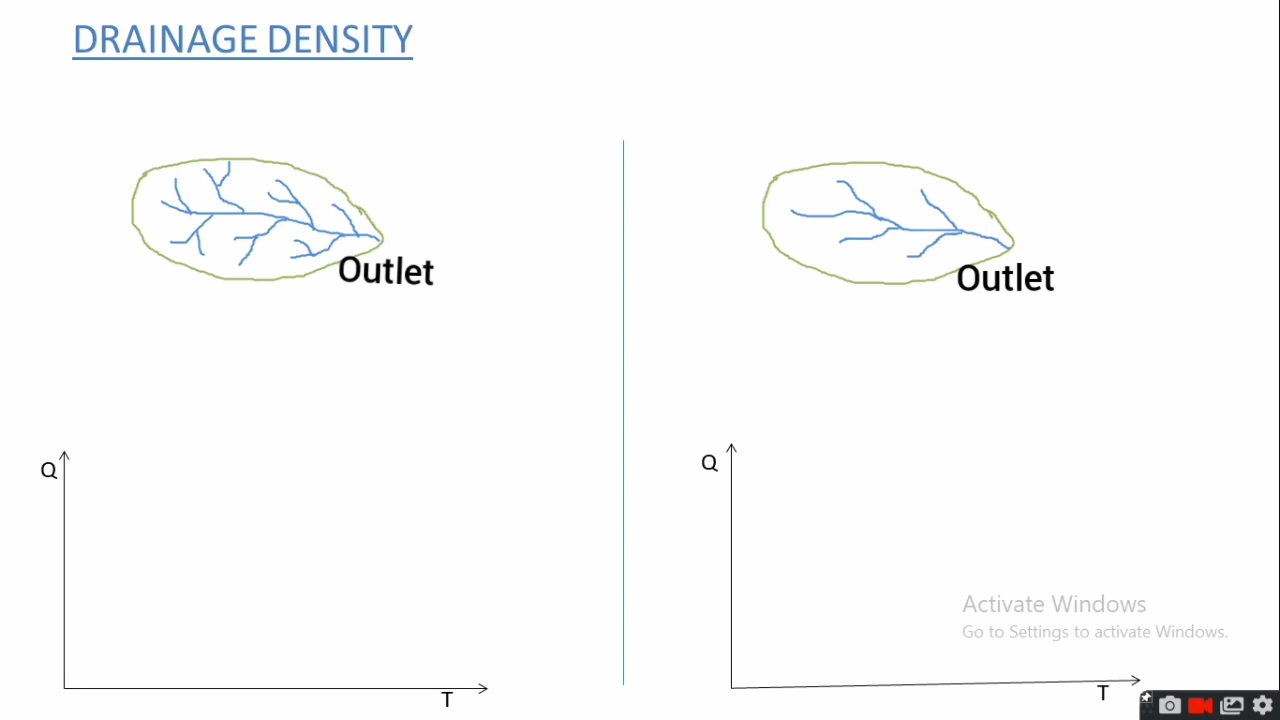 DRAINAGE DENSITY
Outlet
Outlet
Q
Q
Activate Windows
Go to Settings to activate Windows.
T
T